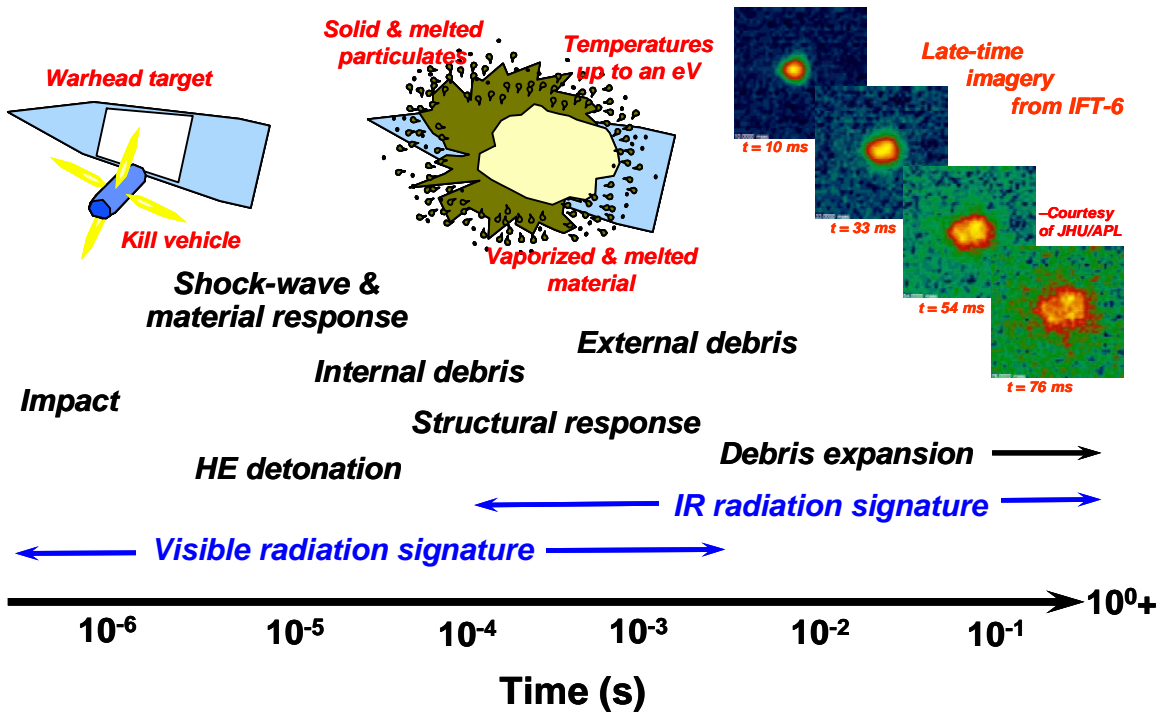 Warhead target
Kill vehicle
Solid & melted
particulates
Temperatures
up to an eV
Vaporized & melted
material
Late-time
imagery
from IFT-6
t = 10 ms
t = 33 ms
t = 54 ms
t = 76 ms
–Courtesy
of JHU/APL
Shock-wave &
material response
External debris
Internal debris
Impact
Structural response
Debris expansion
HE detonation
IR radiation signature
Visible radiation signature
10⁻⁶
10⁻⁵
10⁻⁴
10⁻³
10⁻²
10⁻¹
10⁰+
Time (s)